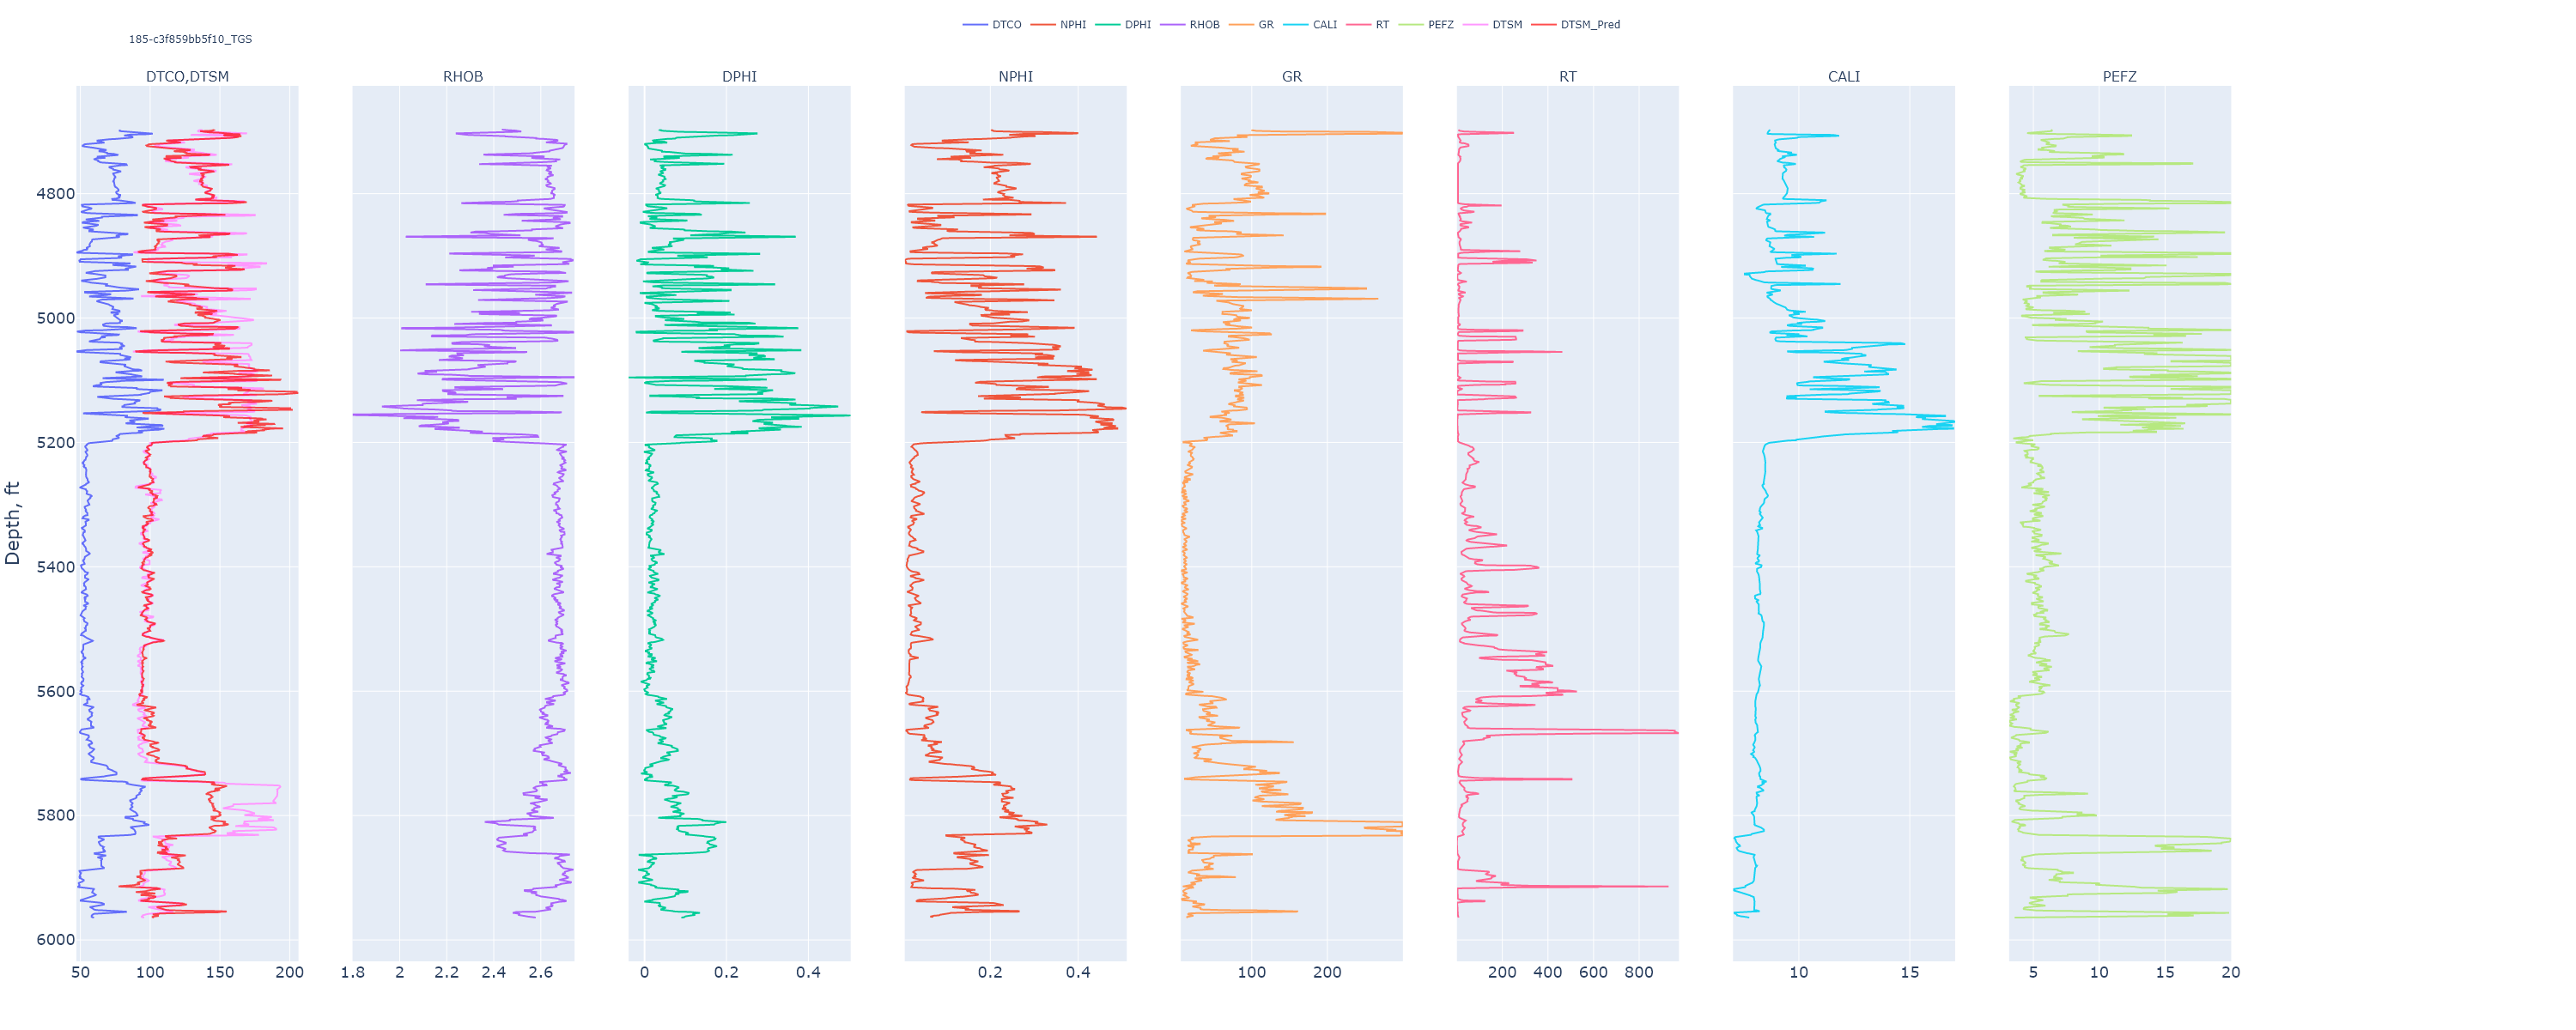 DTCO NPHI DPHI RHOB GR CALI RT PEFZ DTSM DTSM_Pred
185-c3f859bb5f10_TGS
DTCO,DTSM RHOB DPHI NPHI GR RT CALI PEFZ
4800
5000
5200
Depth, ft
5400
5600
5800
6000
50 100 150 200 1.8 2 2.2 2.4 2.6 0 0.2 0.4 0.2 0.4 100 200 200 400 600 800 10 15 5 10 15 20